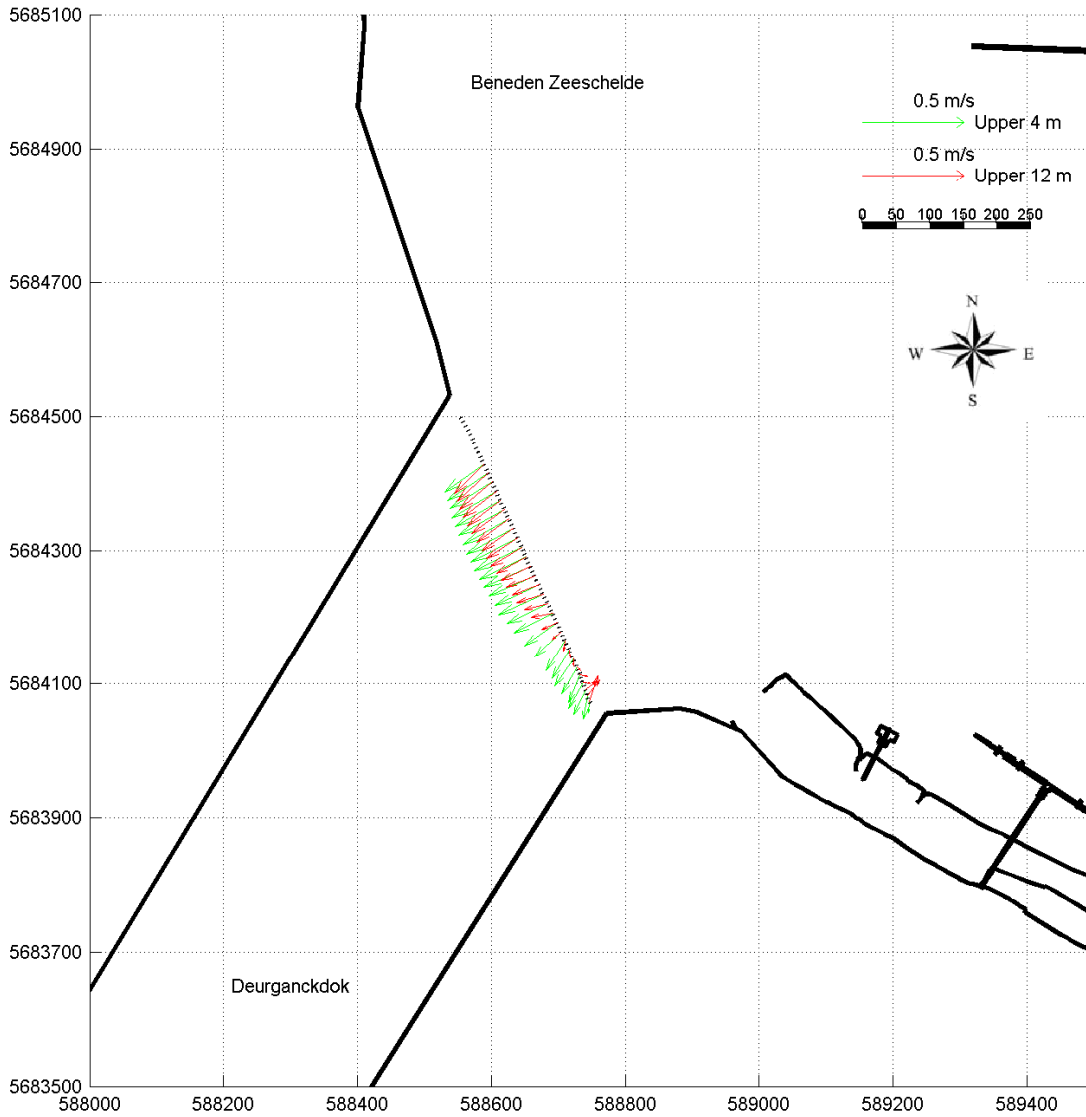 5685100
5684900
5684700
5684500
5684300
5684100
5683900
5683700
5683500
Beneden Zeeschelde
0.5 m/s
Upper 4 m
0.5 m/s
Upper 12 m
0 50 100 150 200 250
N
W E
S
Deurganckdok
588000 588200 588400 588600 588800 589000 589200 589400